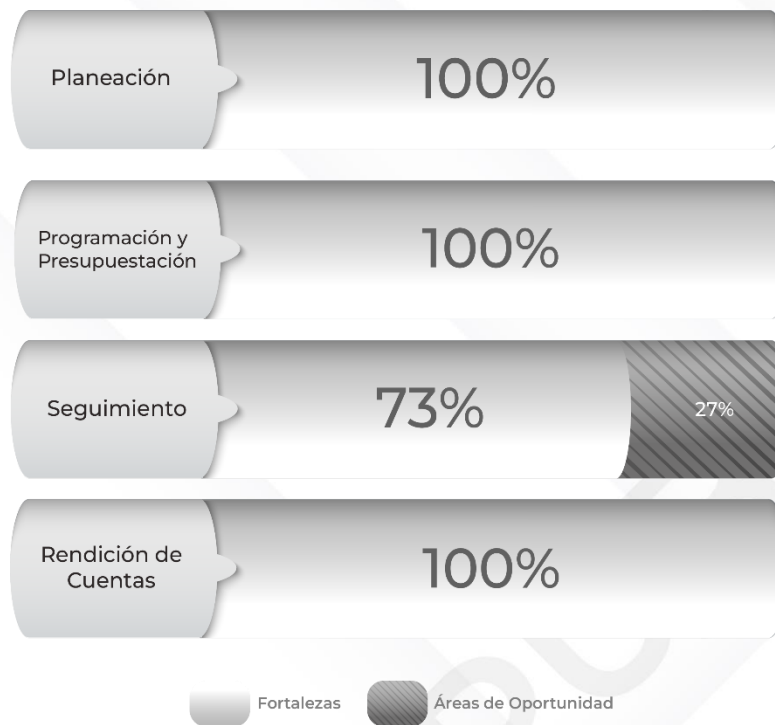 Planeación
100%
Programación y
Presupuestación
100%
Seguimiento
73%
27%
Rendición de
Cuentas
100%
Fortalezas
Áreas de Oportunidad